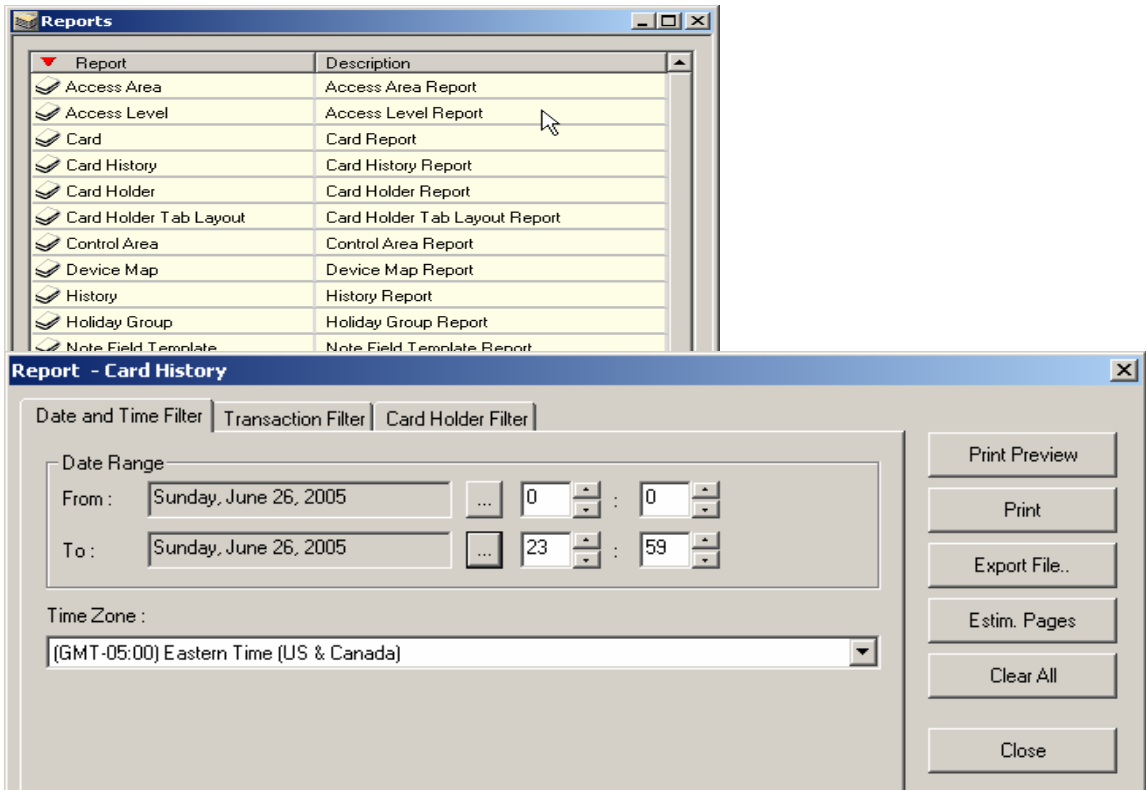 Reports
Report Description
Access Area Access Area Report
Access Level Access Level Report
Card Card Report
Card History Card History Report
Card Holder Card Holder Report
Card Holder Tab Layout Card Holder Tab Layout Report
Control Area Control Area Report
Device Map Device Map Report
History History Report
Holiday Group Holiday Group Report
Note Field Template Note Field Template Report
Report - Card History
Date and Time Filter Transaction Filter Card Holder Filter
Date Range
From : Sunday, June 26, 2005 ... 0 : 0
To : Sunday, June 26, 2005 ... 23 : 59
Time Zone :
(GMT-05:00) Eastern Time (US & Canada)
Print Preview
Print
Export File..
Estim. Pages
Clear All
Close